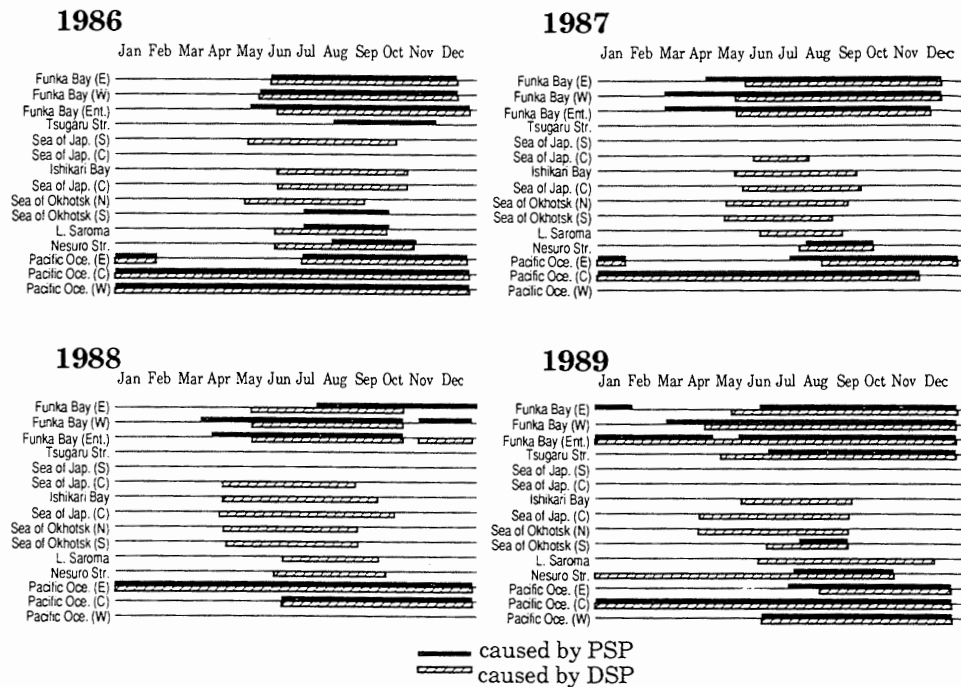 1986
Jan Feb Mar Apr May Jun Jul Aug Sep Oct Nov Dec
Funka Bay (E)
Funka Bay (W)
Funka Bay (Ent.)
Tsugaru Str.
Sea of Jap. (S)
Sea of Jap. (C)
Ishikari Bay
Sea of Jap. (C)
Sea of Okhotsk (N)
Sea of Okhotsk (S)
L. Saroma
Nesuro Str.
Pacific Oce. (E)
Pacific Oce. (C)
Pacific Oce. (W)
1987
Jan Feb Mar Apr May Jun Jul Aug Sep Oct Nov Dec
Funka Bay (E)
Funka Bay (W)
Funka Bay (Ent.)
Tsugaru Str.
Sea of Jap. (S)
Sea of Jap. (C)
Ishikari Bay
Sea of Jap. (C)
Sea of Okhotsk (N)
Sea of Okhotsk (S)
L. Saroma
Nesuro Str.
Pacific Oce. (E)
Pacific Oce. (C)
Pacific Oce. (W)
1988
Jan Feb Mar Apr May Jun Jul Aug Sep Oct Nov Dec
Funka Bay (E)
Funka Bay (W)
Funka Bay (Ent.)
Tsugaru Str.
Sea of Jap. (S)
Sea of Jap. (C)
Ishikari Bay
Sea of Jap. (C)
Sea of Okhotsk (N)
Sea of Okhotsk (S)
L. Saroma
Nesuro Str.
Pacific Oce. (E)
Pacific Oce. (C)
Pacific Oce. (W)
1989
Jan Feb Mar Apr May Jun Jul Aug Sep Oct Nov Dec
Funka Bay (E)
Funka Bay (W)
Funka Bay (Ent.)
Tsugaru Str.
Sea of Jap. (S)
Sea of Jap. (C)
Ishikari Bay
Sea of Jap. (C)
Sea of Okhotsk (N)
Sea of Okhotsk (S)
L. Saroma
Nesuro Str.
Pacific Oce. (E)
Pacific Oce. (C)
Pacific Oce. (W)
caused by PSP
caused by DSP